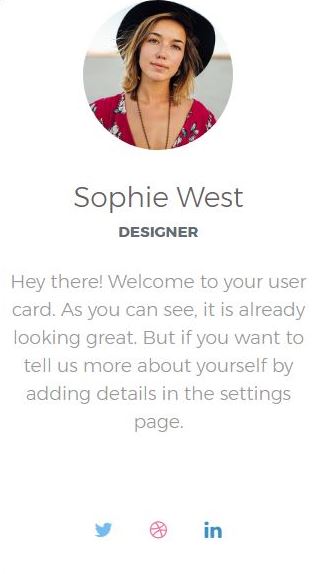 Sophie West
DESIGNER
Hey there! Welcome to your user
card. As you can see, it is already
looking great. But if you want to
tell us more about yourself by
adding details in the settings
page.
in